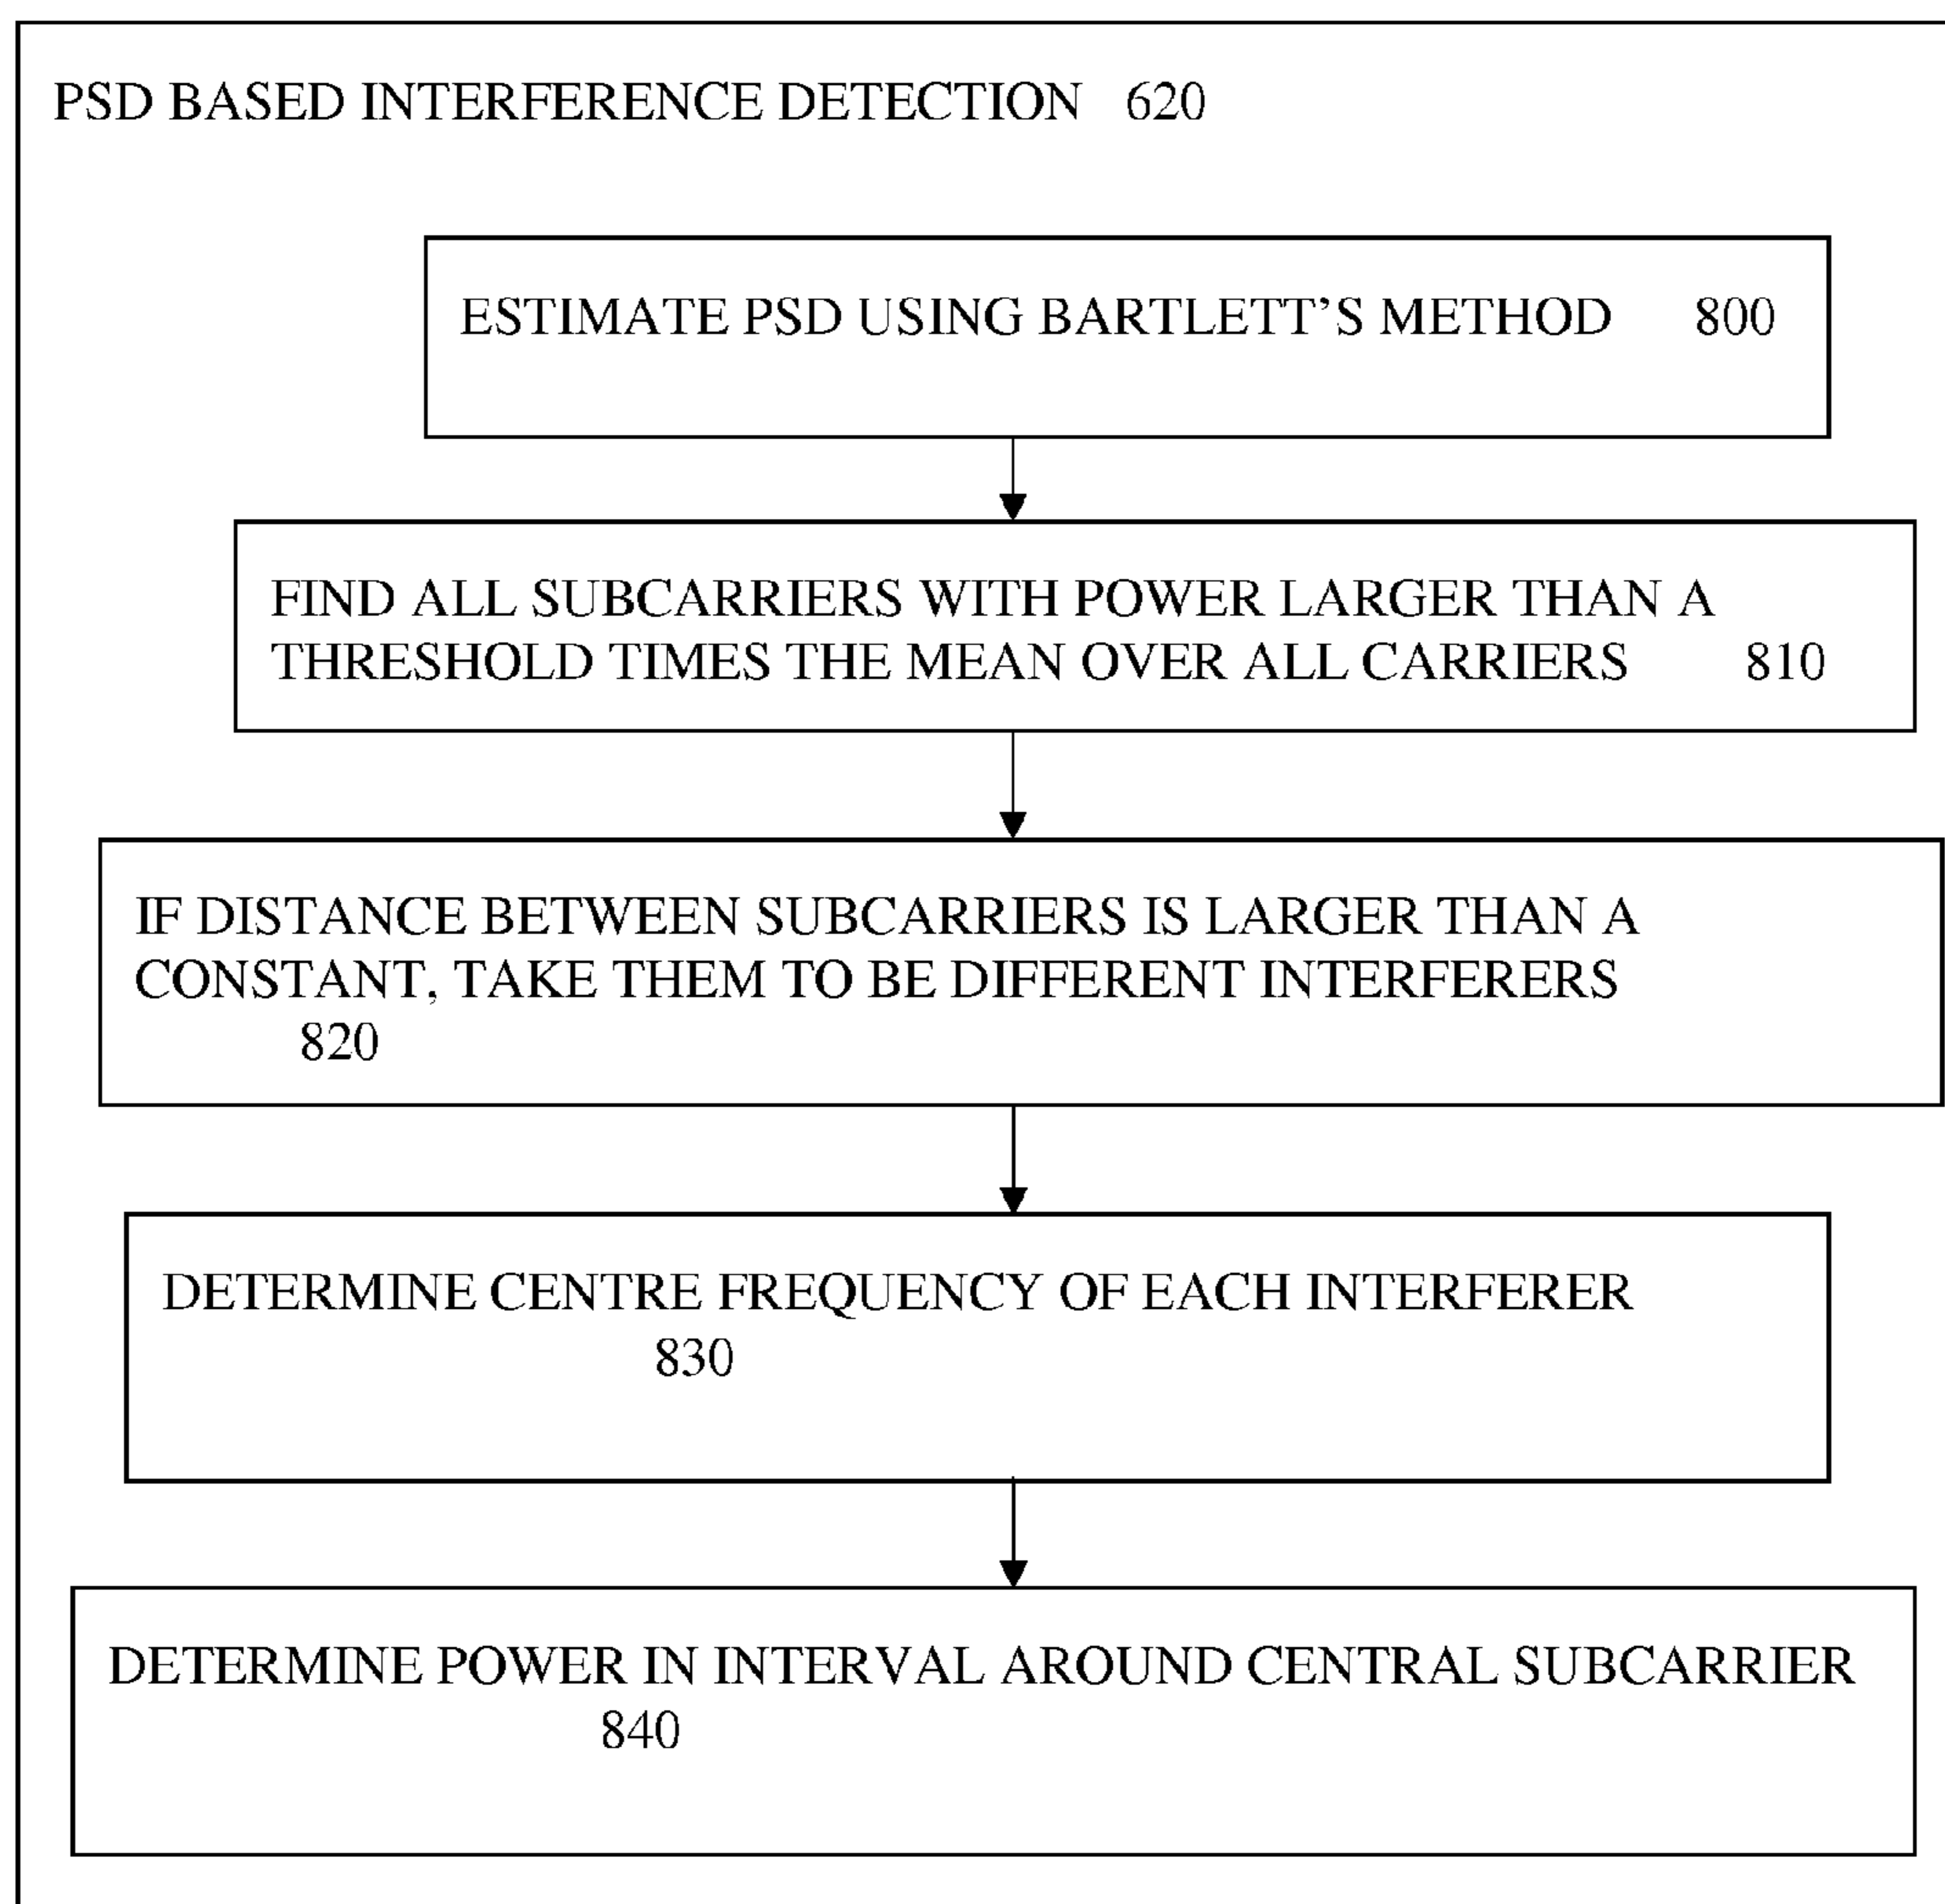 PSD BASED INTERFERENCE DETECTION 620
ESTIMATE PSD USING BARTLETT'S METHOD 800
FIND ALL SUBCARRIERS WITH POWER LARGER THAN A
THRESHOLD TIMES THE MEAN OVER ALL CARRIERS 810
IF DISTANCE BETWEEN SUBCARRIERS IS LARGER THAN A
CONSTANT, TAKE THEM TO BE DIFFERENT INTERFERERS
820
DETERMINE CENTRE FREQUENCY OF EACH INTERFERER
830
DETERMINE POWER IN INTERVAL AROUND CENTRAL SUBCARRIER
840